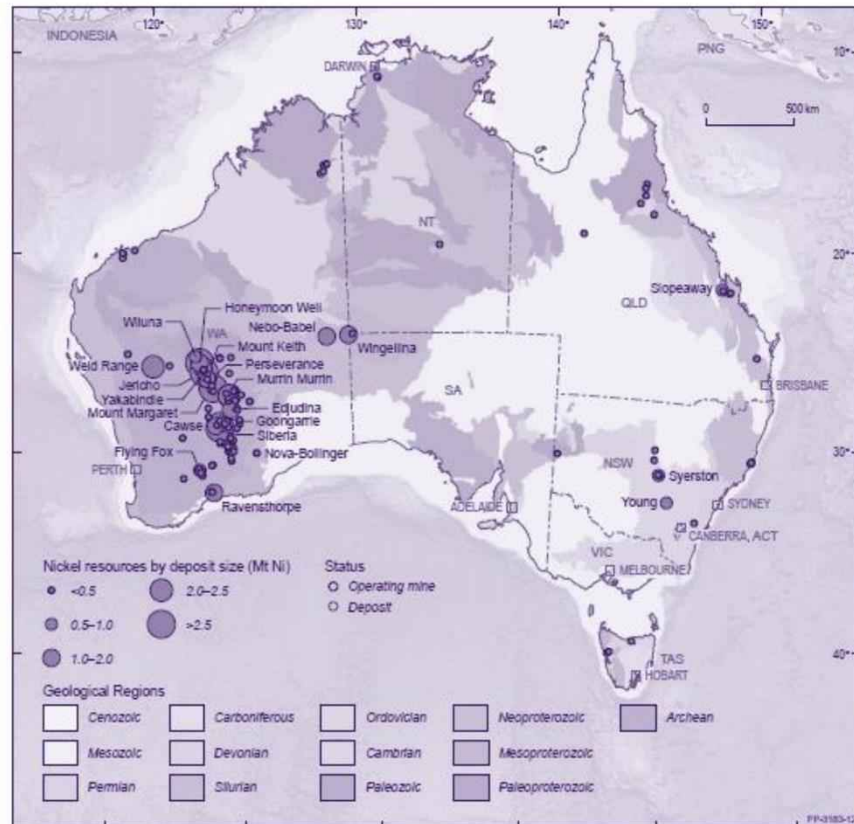 120° 130° 140° 150°
INDONESIA
PNG
10°
DARWIN
0 500 km
NT
20°
QLD
Slopeaway
Honeymoon Well
Wiluna
WA
Nebo-Babel
Mount Keith
Wingellina
Weld Range
Perseverance
Jericho
Murrin Murrin
Yakabindie
SA
BRISBANE
Mount Margaret
Edjudina
Cawse
Goongarrie
Siberia
Flying Fox
Nova-Bollinger
30°
PERTH
NSW
Syerston
Ravensthorpe
ADELAIDE
Young
SYDNEY
CANBERRA, ACT
VIC
MELBOURNE
Nickel resources by deposit size (Mt Ni)
<0.5
2.0–2.5
0.5–1.0
>2.5
1.0–2.0
Status
Operating mine
Deposit
40°
TAS
HOBART
Geological Regions
Cenozoic Carboniferous Ordovician Neoproterozoic Archean
Mesozoic Devonian Cambrian Mesoproterozoic
Permian Silurian Paleozoic Paleoproterozoic
PP-3183-12